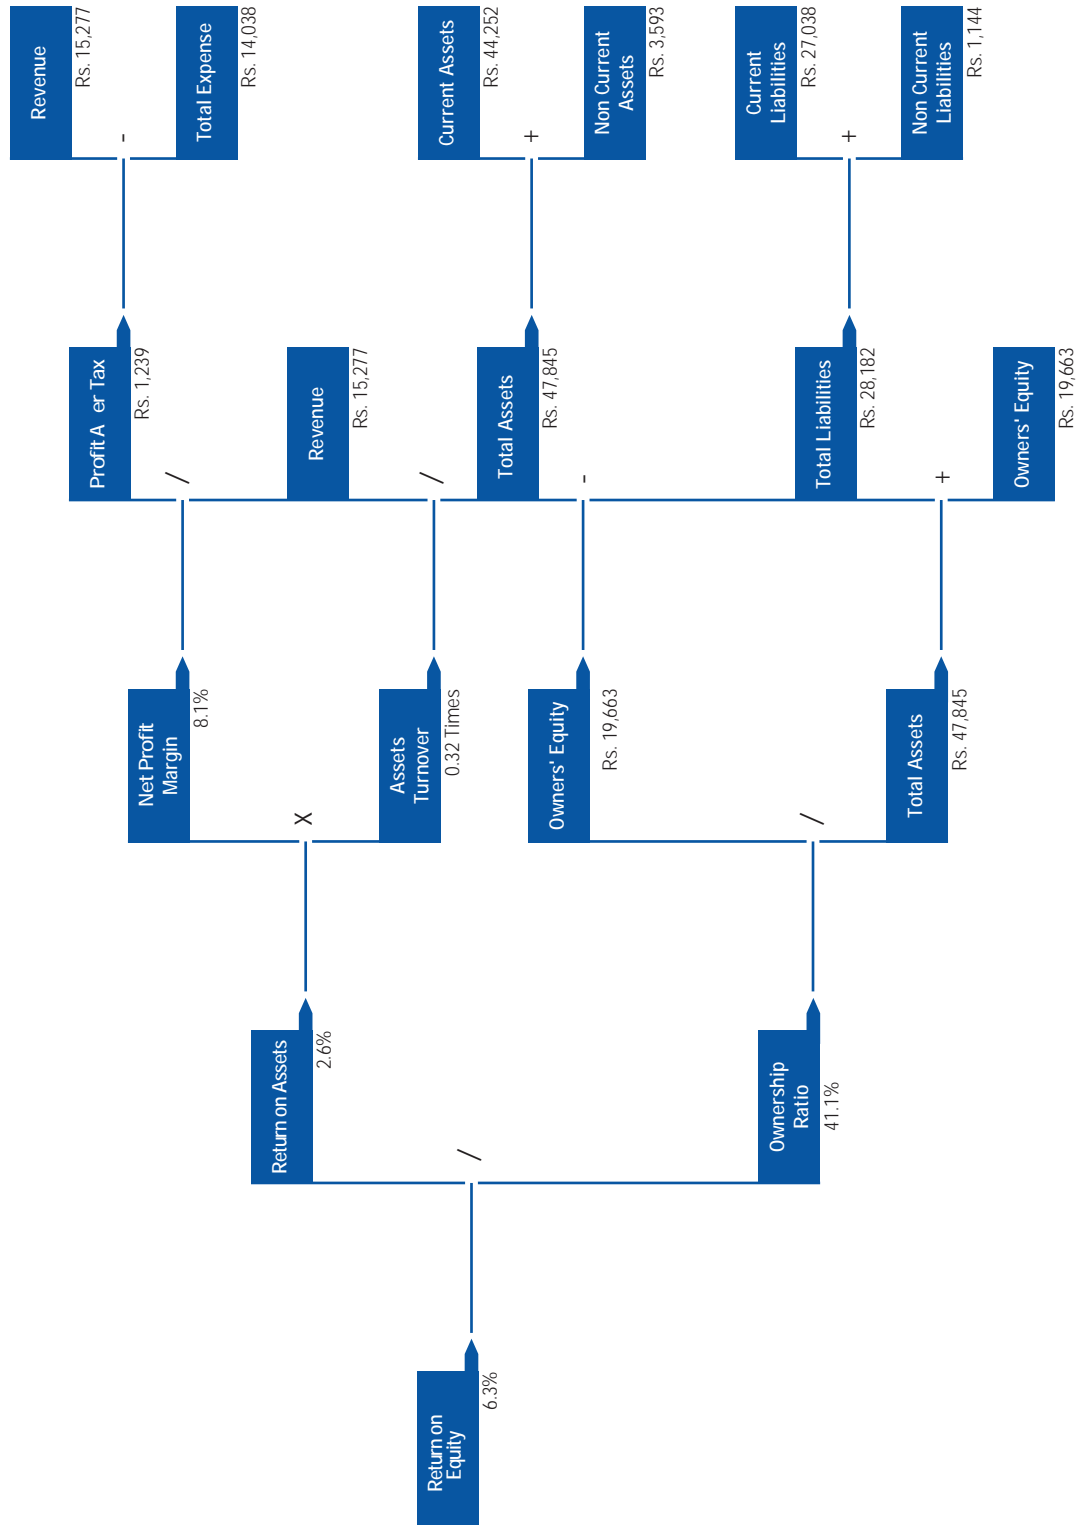 Return on
Equity
6.3%
/
Return on Assets
2.6%
Ownership
Ratio
41.1%
X
/
Net Profit
Margin
8.1%
Assets
Turnover
0.32 Times
Owners' Equity
Rs. 19,663
Total Assets
Rs. 47,845
/
/
-
+
Profit A er Tax
Rs. 1,239
Revenue
Rs. 15,277
Total Assets
Rs. 47,845
Total Liabilities
Rs. 28,182
Owners' Equity
Rs. 19,663
-
+
+
Revenue
Rs. 15,277
Total Expense
Rs. 14,038
Current Assets
Rs. 44,252
Non Current
Assets
Rs. 3,593
Current
Liabilities
Rs. 27,038
Non Current
Liabilities
Rs. 1,144